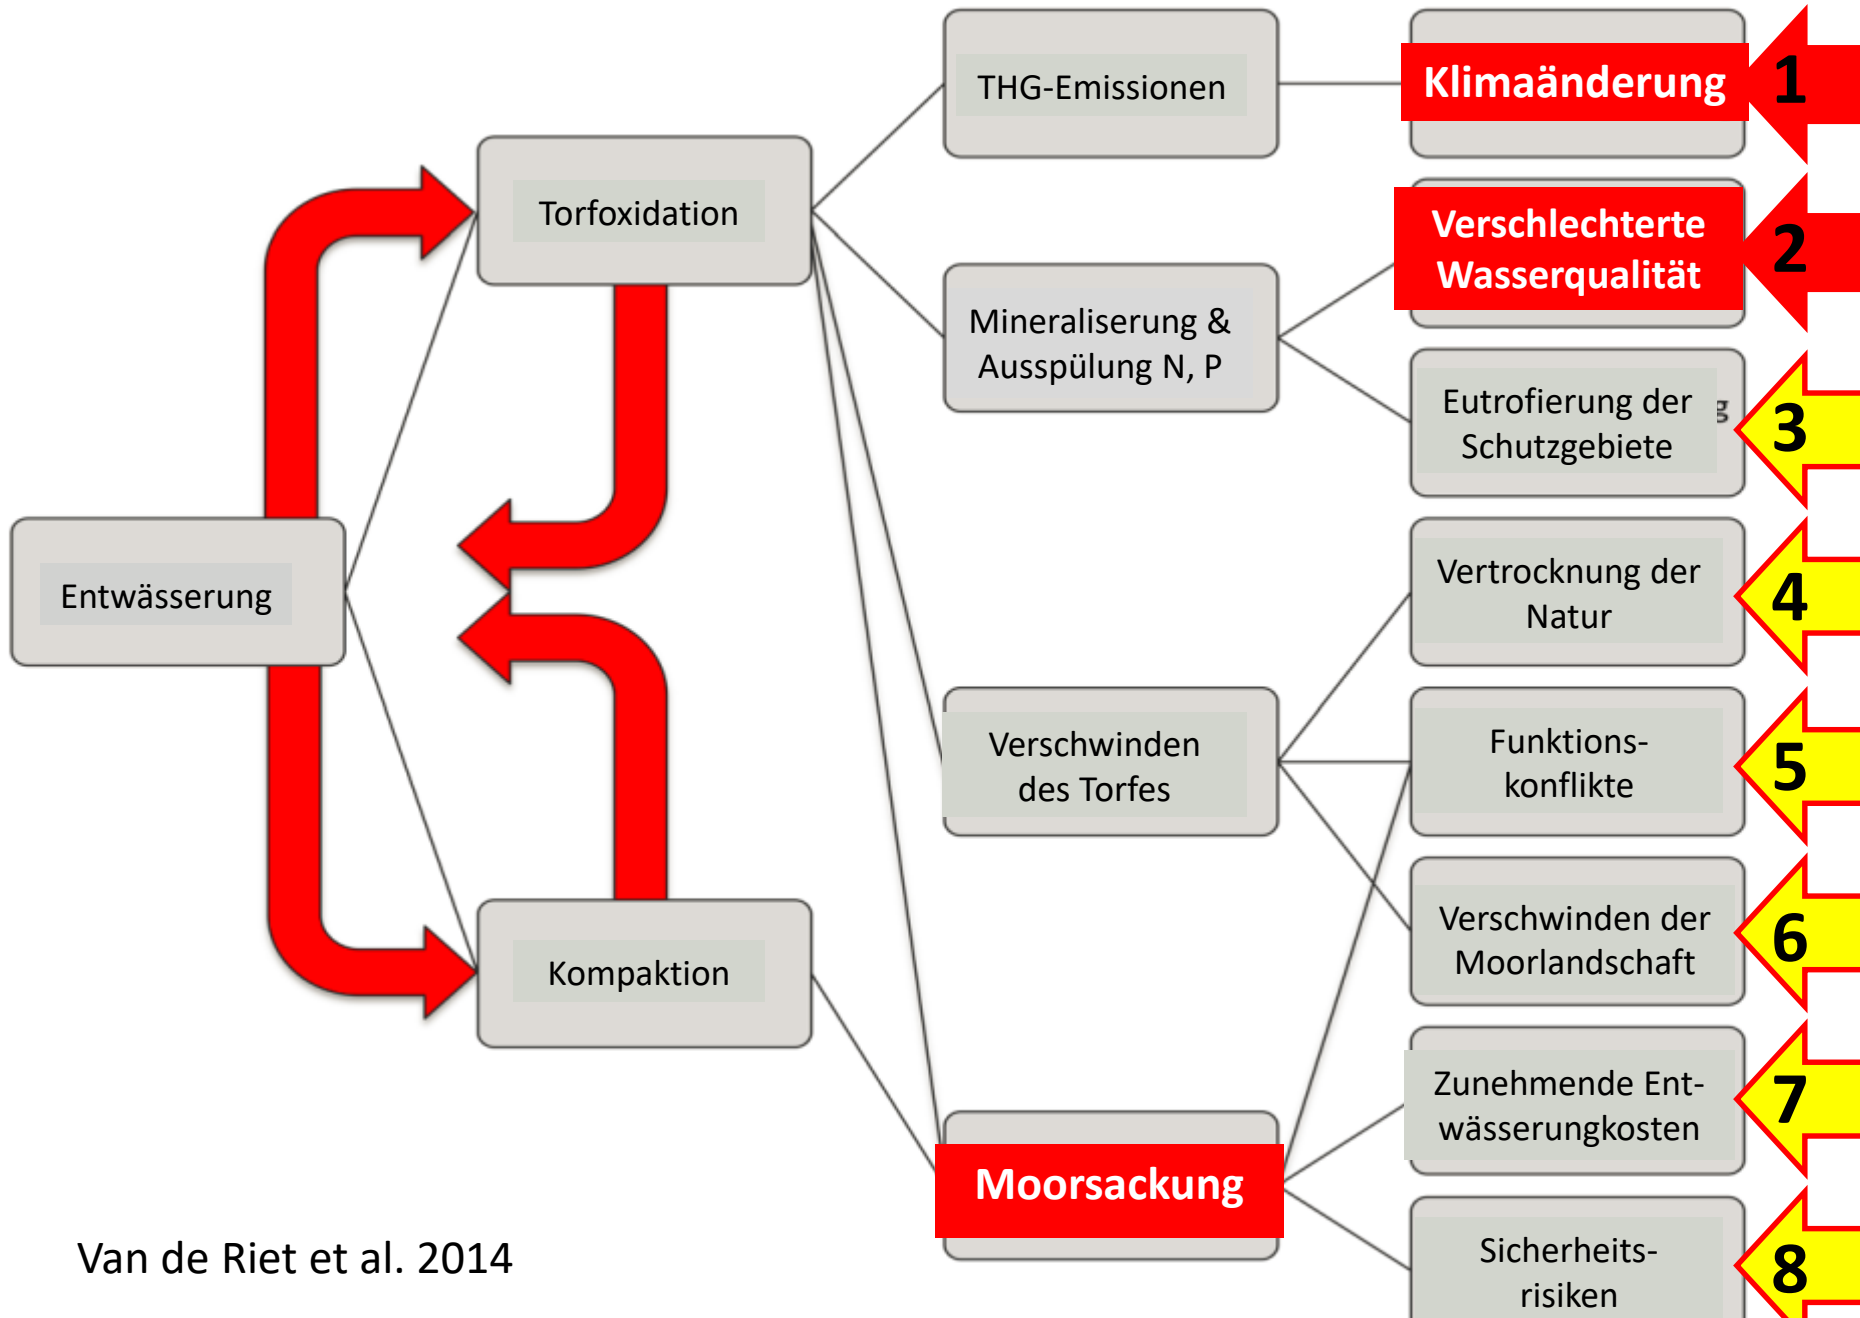 THG-Emissionen
Klimaänderung
1
Torfoxidation
Verschlechterte
Wasserqualität
2
Mineraliserung &
Ausspülung N, P
Eutrofierung der
Schutzgebiete
g
3
Entwässerung
Vertrocknung der
Natur
4
Verschwinden
des Torfes
Funktions-
konflikte
5
Kompaktion
Verschwinden der
Moorlandschaft
6
Zunehmende Ent-
wässerungkosten
7
Moorsackung
Sicherheits-
risiken
8
Van de Riet et al. 2014